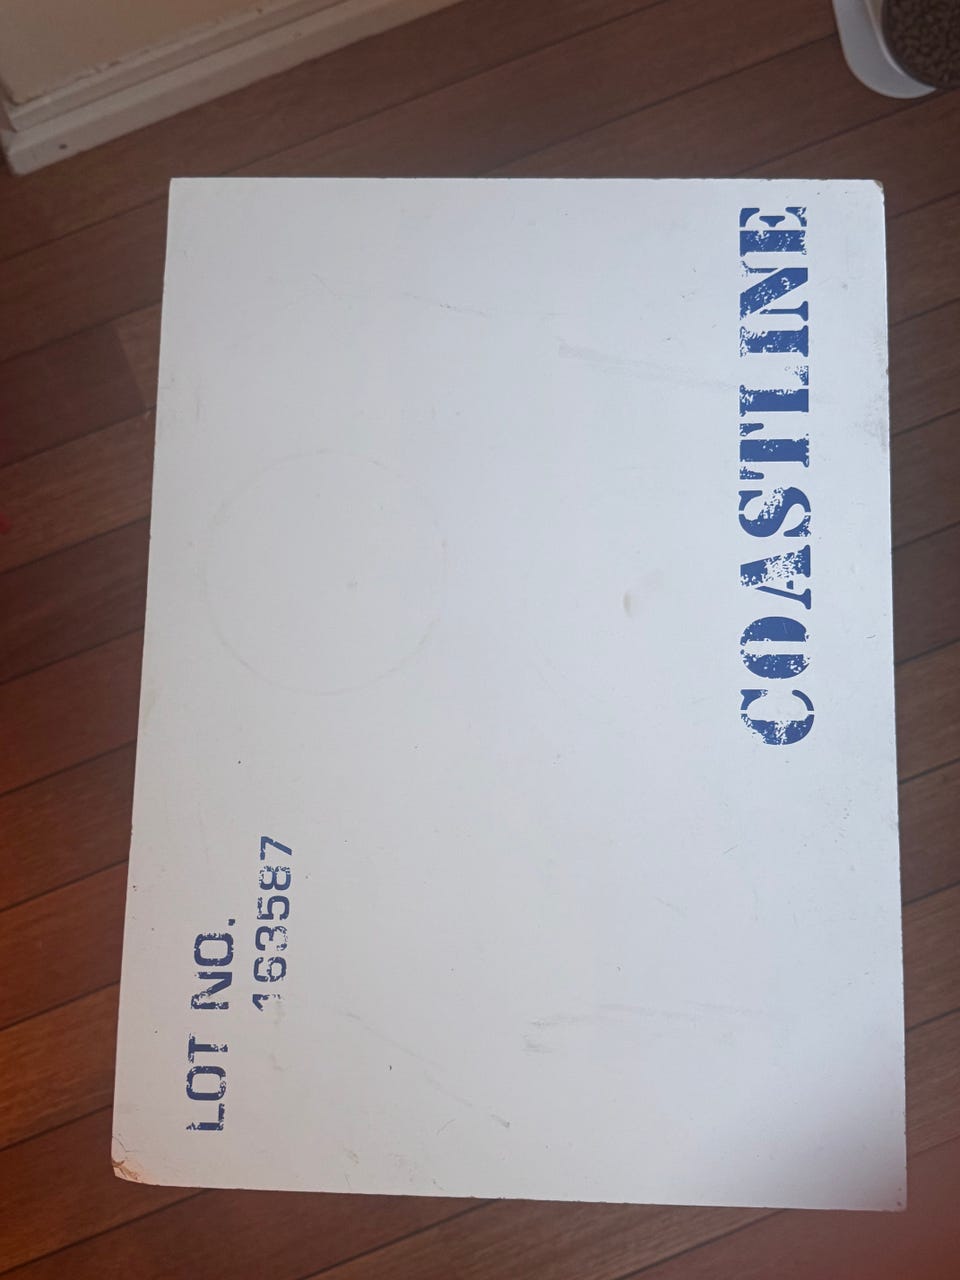 LOT NO.
163587
COASTLINE